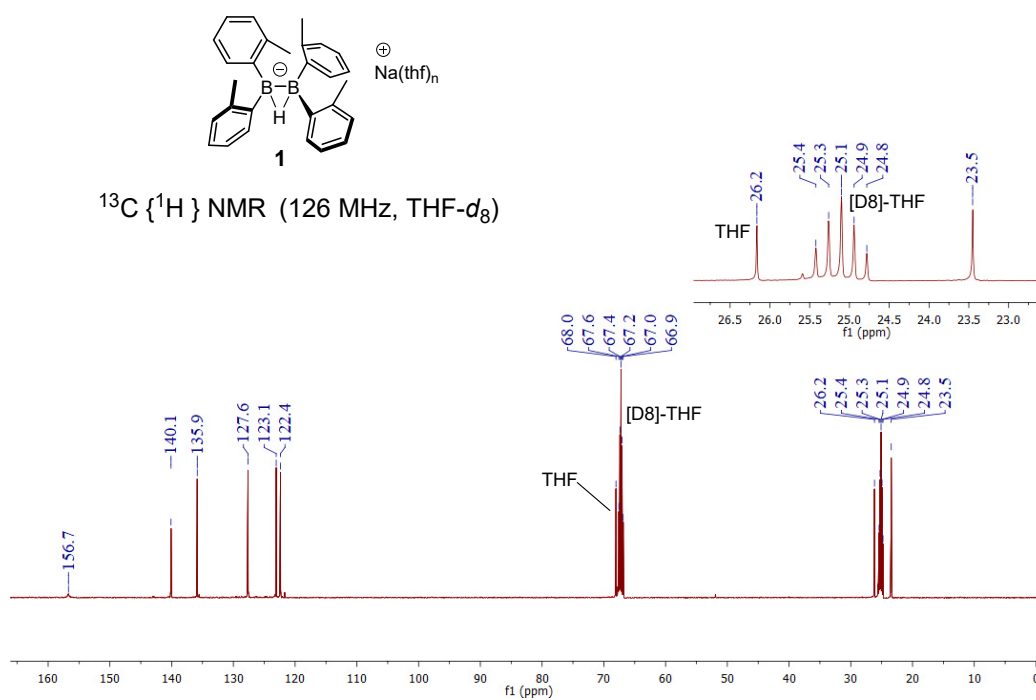 ⊕
Na(thf)n
⊖
B B
H
1
13C {1H } NMR (126 MHz, THF-d8)
26.2
25.4
25.3
25.1
24.9
24.8
23.5
THF
[D8]-THF
26.5 26.0 25.5 25.0 24.5 24.0 23.5 23.0
f1 (ppm)
156.7
140.1
135.9
127.6
123.1
122.4
68.0
67.6
67.4
67.2
67.0
66.9
26.2
25.4
25.3
25.1
24.9
24.8
23.5
[D8]-THF
THF
160 150 140 130 120 110 100 90 80 70 60 50 40 30 20 10 0
f1 (ppm)